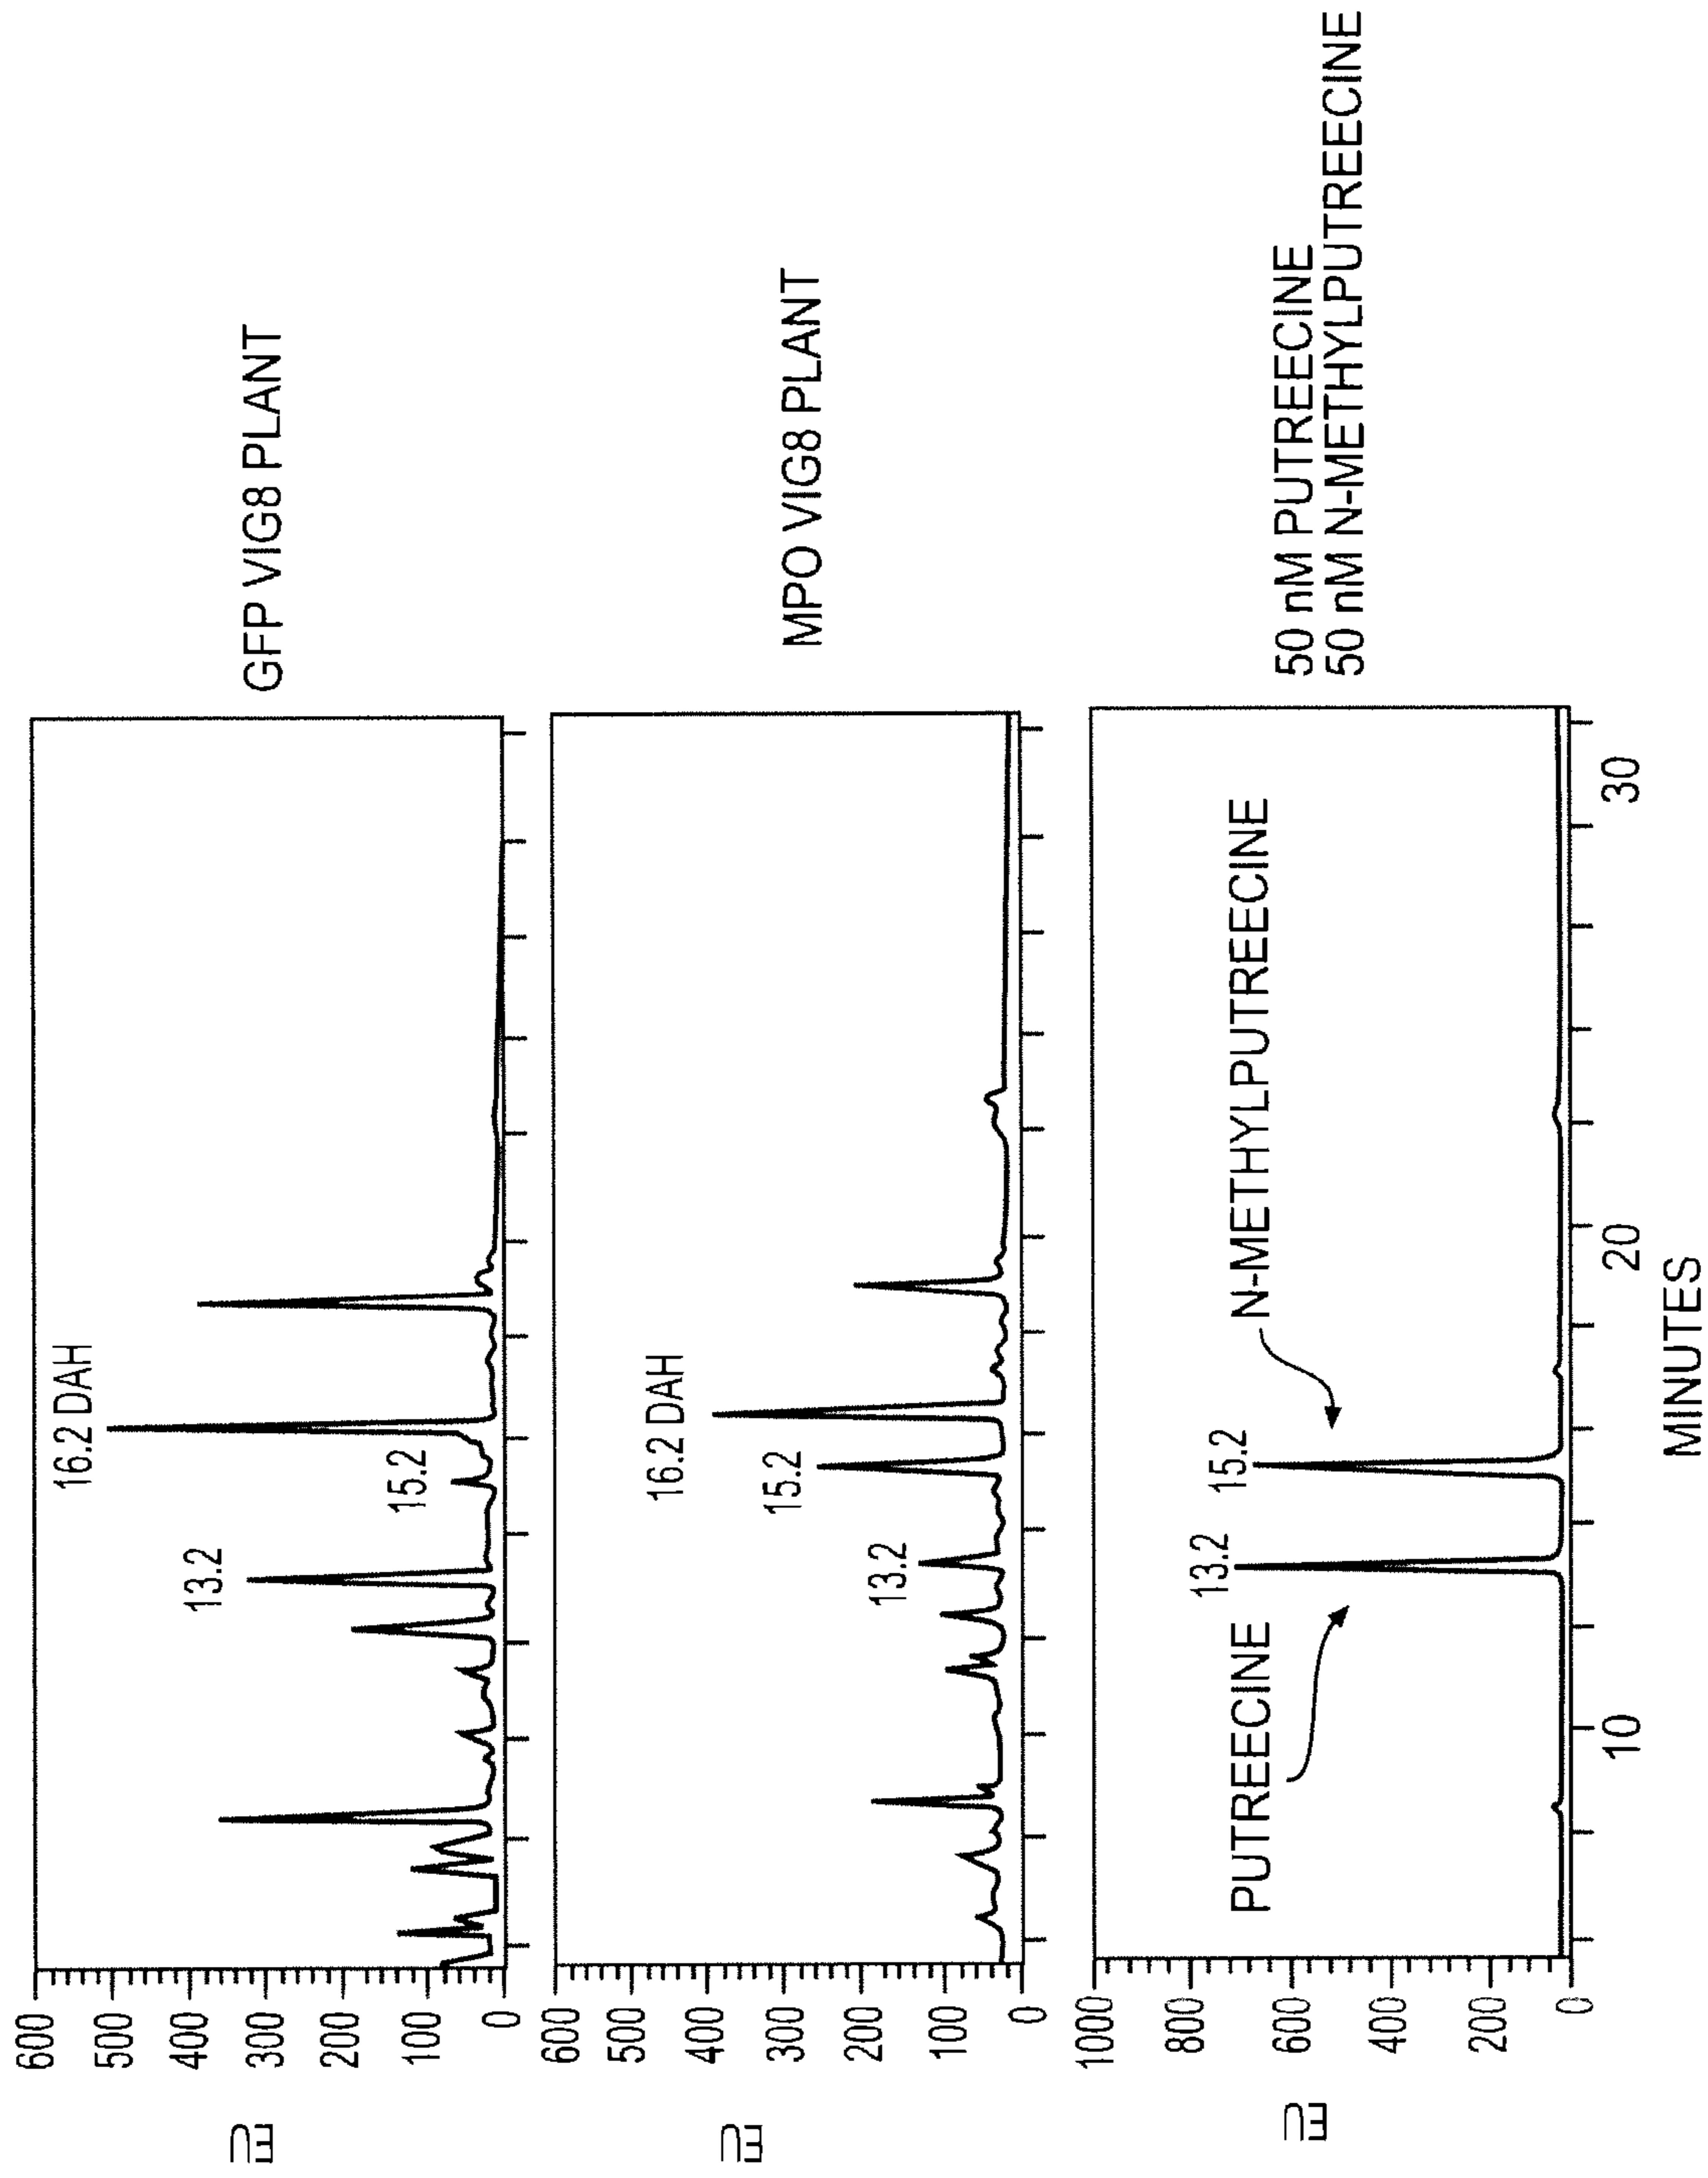 600
500
400
300
200
100
0
EU
16.2 DAH
13.2
15.2
GFP VIG8 PLANT
600
500
400
300
200
100
0
EU
16.2 DAH
15.2
13.2
MPO VIG8 PLANT
1000
800
600
400
200
0
EU
PUTREECINE
13.2
15.2
N-METHYLPUTREECINE
50 nM PUTREECINE
50 nM N-METHYLPUTREECINE
10
20
30
MINUTES